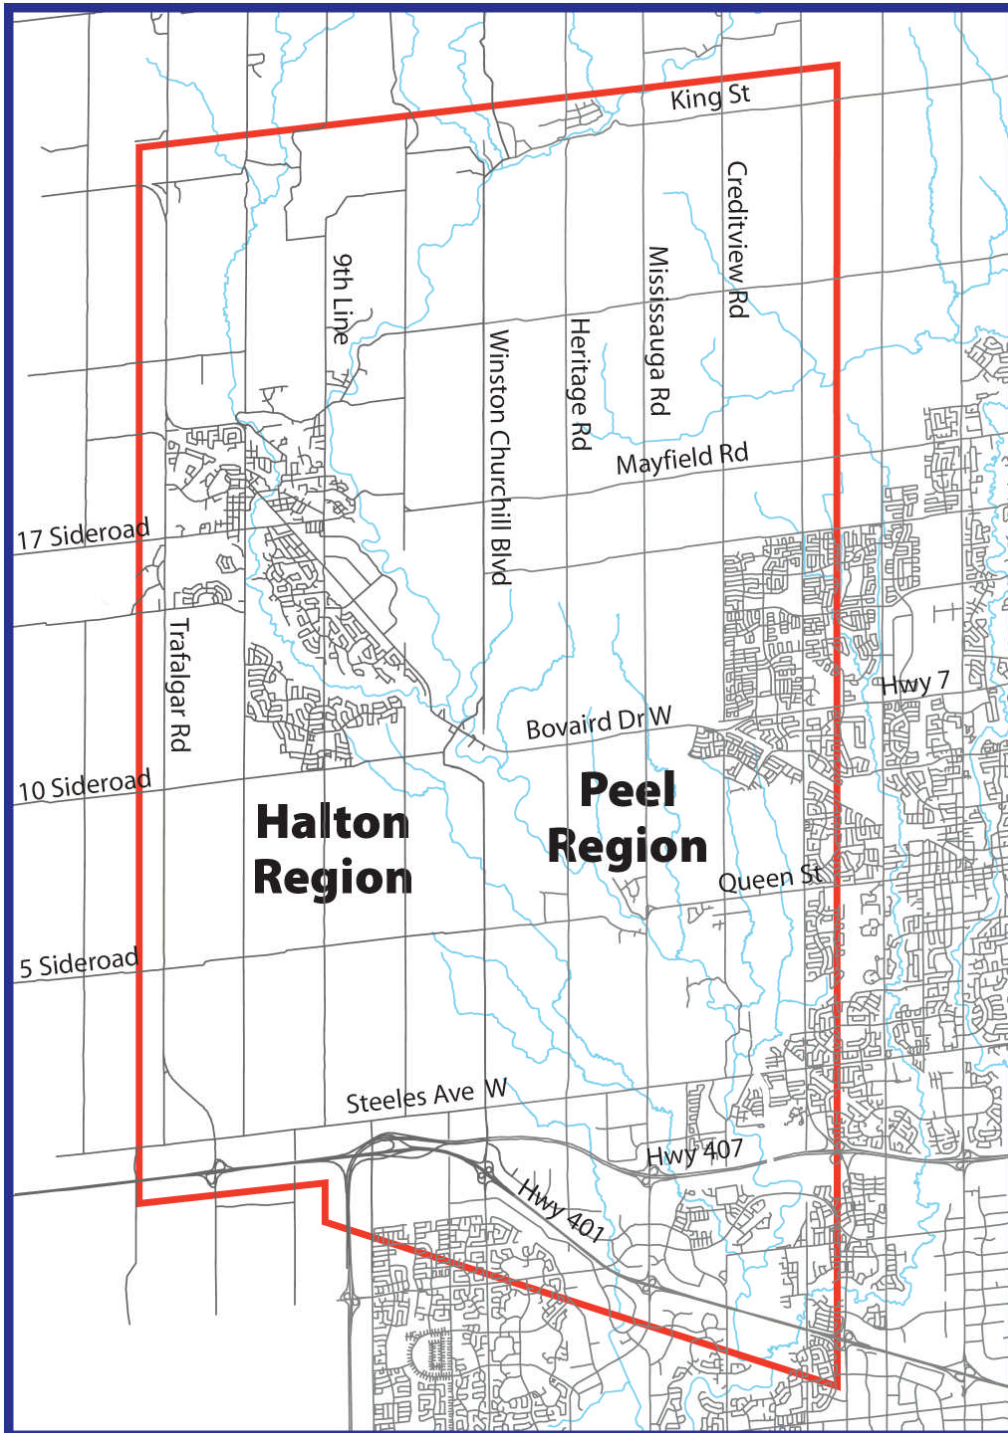 King St
Creditview Rd
Mississauga Rd
9th Line
Heritage Rd
Winston Churchill Blvd
Mayfield Rd
17 Sideroad
Trafalgar Rd
Hwy 7
Bovaird Dr W
10 Sideroad
Peel
Region
Halton
Region
Queen St
5 Sideroad
Steeles Ave W
Hwy 407
Hwy 401